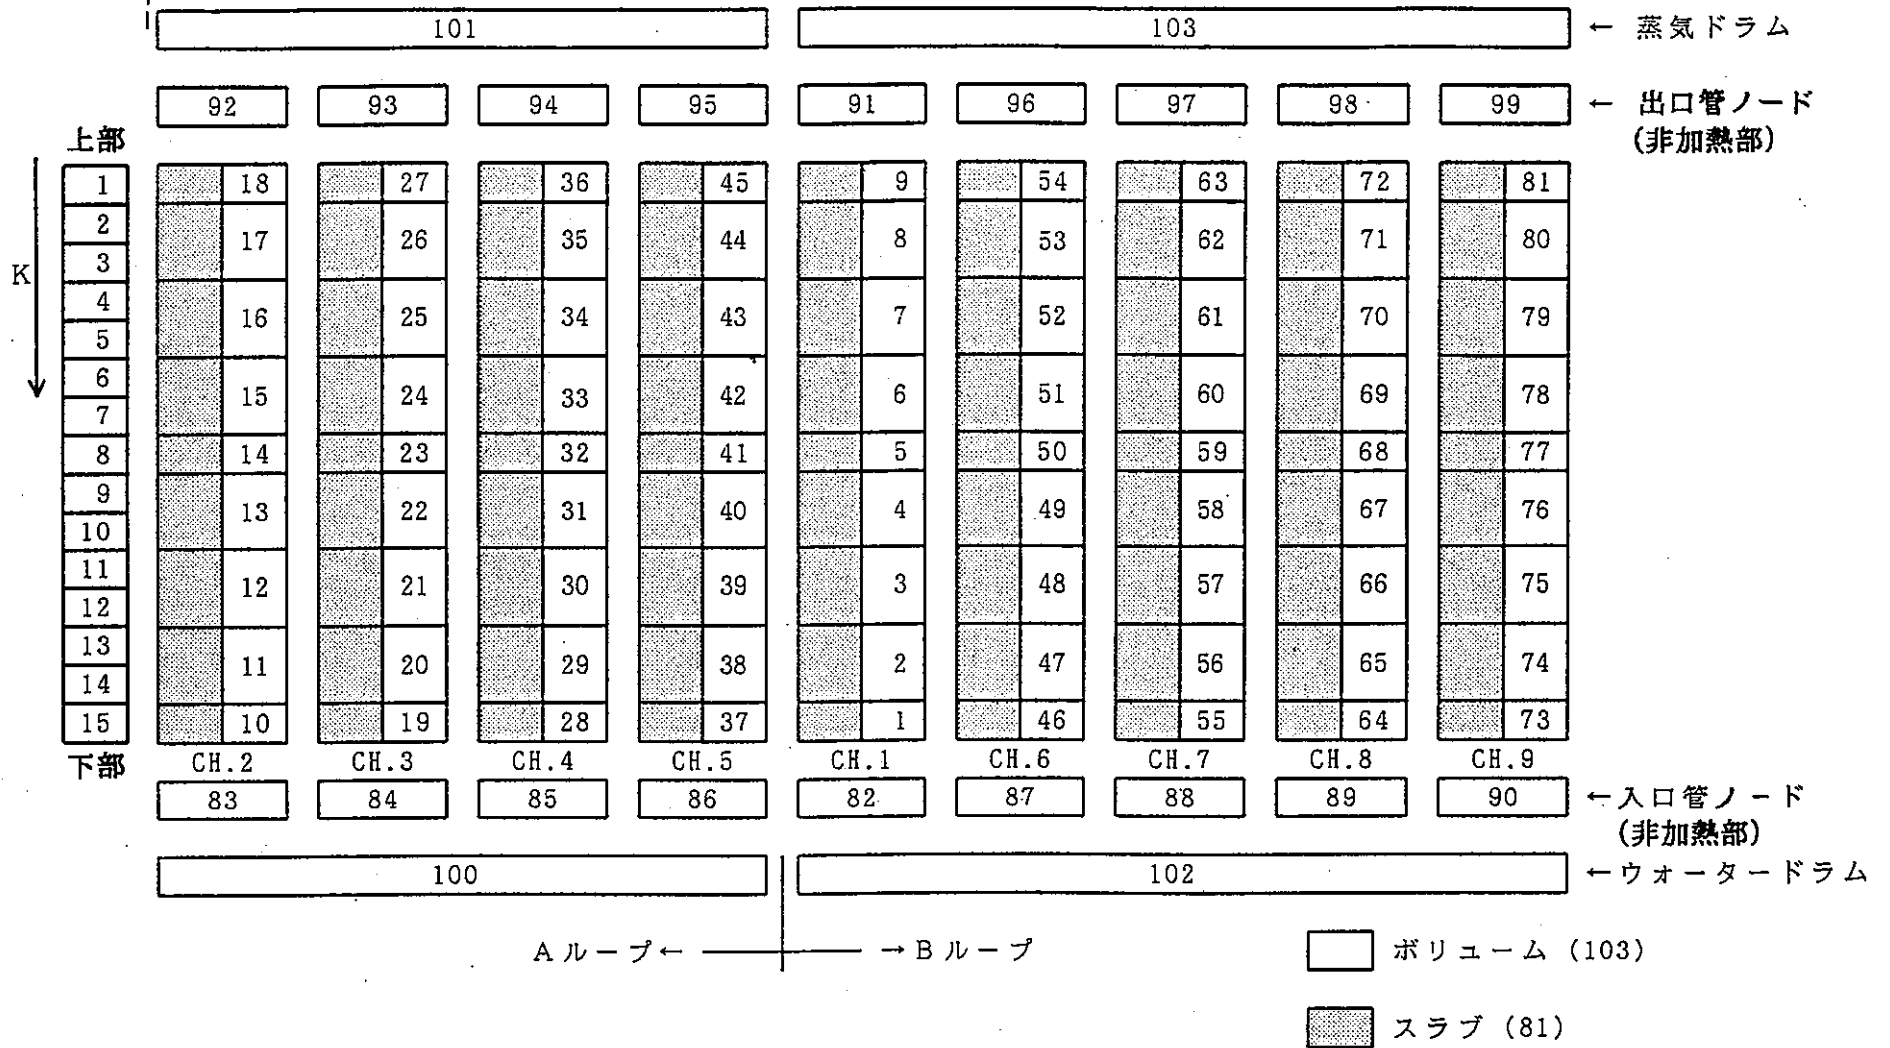 101 103 ← 蒸気ドラム
92 93 94 95 91 96 97 98 99 ← 出口管ノード
(非加熱部)
上部
K
1 18 27 36 45 9 54 63 72 81
2
17 26 35 44 8 53 62 71 80
3
4
16 25 34 43 7 52 61 70 79
5
6
15 24 33 42 6 51 60 69 78
7
8 14 23 32 41 5 50 59 68 77
9
13 22 31 40 4 49 58 67 76
10
11
12 21 30 39 3 48 57 66 75
12
13
11 20 29 38 2 47 56 65 74
14
15 10 19 28 37 1 46 55 64 73
下部 CH.2 CH.3 CH.4 CH.5 CH.1 CH.6 CH.7 CH.8 CH.9
83 84 85 86 82 87 88 89 90 ←入口管ノード
(非加熱部)
100 102 ←ウォータードラム
Aループ← →Bループ
ボリューム (103)
スラブ (81)